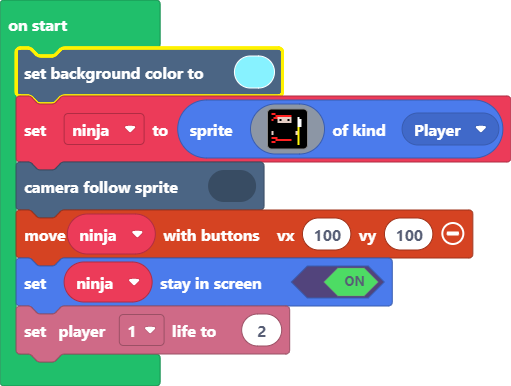 on start
set background color to
set ninja to sprite of kind Player
camera follow sprite
move ninja with buttons vx 100 vy 100
set ninja stay in screen ON
set player 1 life to 2